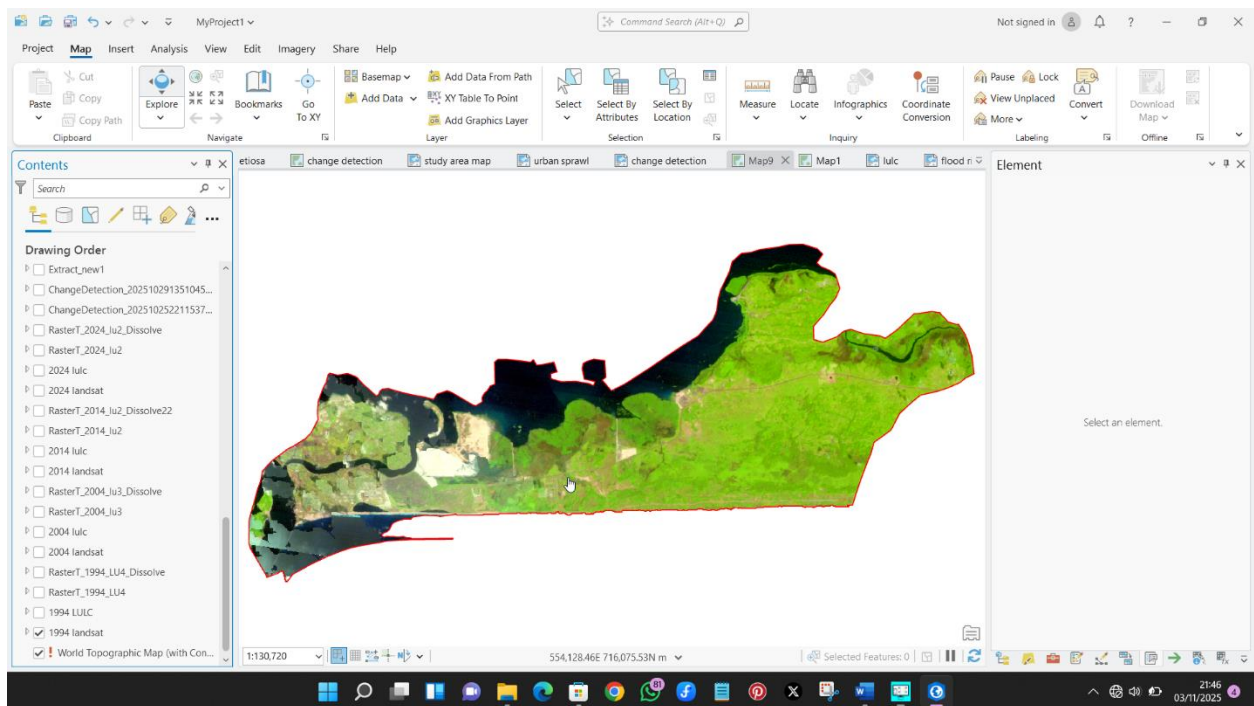 MyProject1
Command Search (Alt+Q)
Not signed in
?
Project Map Insert Analysis View Edit Imagery Share Help
Paste
Cut
Copy
Copy Path
Clipboard
Explore
Bookmarks
Go
To XY
Navigate
Basemap
Add Data
Add Data From Path
XY Table To Point
Add Graphics Layer
Layer
Select
Select By
Attributes
Select By
Location
Selection
Measure
Locate
Infographics
Coordinate
Conversion
Inquiry
Pause
Lock
View Unplaced
More
Convert
Labeling
Download
Map
Offline
Contents
Search
Drawing Order
Extract_new1
ChangeDetection_202510291351045...
ChangeDetection_202510252211537...
RasterT_2024_lu2_Dissolve
RasterT_2024_lu2
2024 lulc
2024 landsat
RasterT_2014_lu2_Dissolve22
RasterT_2014_lu2
2014 lulc
2014 landsat
RasterT_2004_lu3_Dissolve
RasterT_2004_lu3
2004 lulc
2004 landsat
RasterT_1994_LU4_Dissolve
RasterT_1994_LU4
1994 LULC
1994 landsat
World Topographic Map (with Con...
etiosa change detection study area map urban sprawl change detection Map9 Map1 lulc flood n
1:130,720
554,128.46E 716,075.53N m
Selected Features: 0
Element
Select an element.
81
21:46
03/11/2025
4